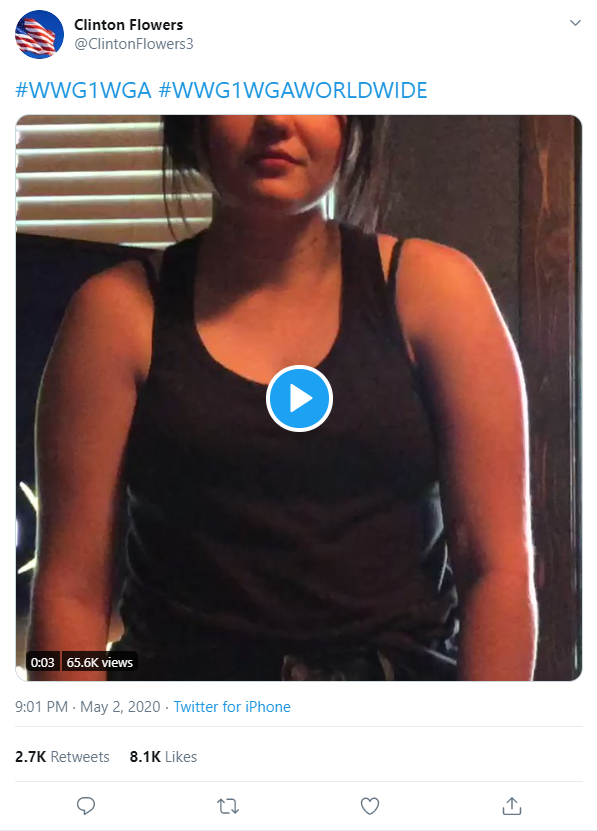 Clinton Flowers
@ClintonFlowers3
#WWG1WGA #WWG1WGAWORLDWIDE
0:03 65.6K views
9:01 PM · May 2, 2020 · Twitter for iPhone
2.7K Retweets 8.1K Likes